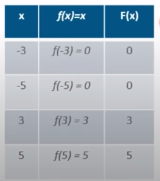 x f(x)=x F(x)
-3 f(-3) = 0 0
-5 f(-5) = 0 0
3 f(3) = 3 3
5 f(5) = 5 5